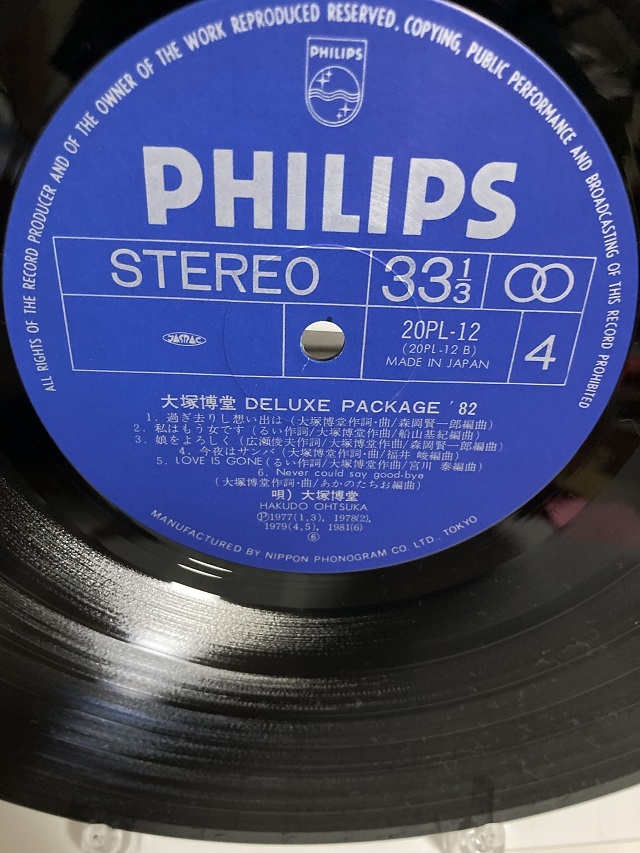 ALL RIGHTS OF THE RECORD PRODUCER AND OF THE OWNER OF THE WORK REPRODUCED RESERVED. COPYING, PUBLIC PERFORMANCE AND BROADCASTING OF THIS RECORD PROHIBITED
PHILIPS
PHILIPS
STEREO 33 1/3
JASRAC 20PL-12 4
(20PL-12 B)
MADE IN JAPAN
大塚博堂 DELUXE PACKAGE '82
1. 過ぎ去りし想い出は (大塚博堂作詞・曲/森岡賢一郎編曲)
2. 私はもう女です (るい作詞/大塚博堂作曲/船山基紀編曲)
3. 娘をよろしく (広瀬俊夫作詞/大塚博堂作曲/森岡賢一郎編曲)
4. 今夜はサンバ (大塚博堂作詞・曲/福井 峻編曲)
5. LOVE IS GONE (るい作詞/大塚博堂作曲/宮川 泰編曲)
6. Never could say good-bye
(大塚博堂作詞・曲/あかのたちお編曲)
唄) 大塚博堂
HAKUDO OHTSUKA
Ⓟ1977(1,3), 1978(2),
1979(4,5), 1981(6)
⑥
MANUFACTURED BY NIPPON PHONOGRAM CO. LTD., TOKYO